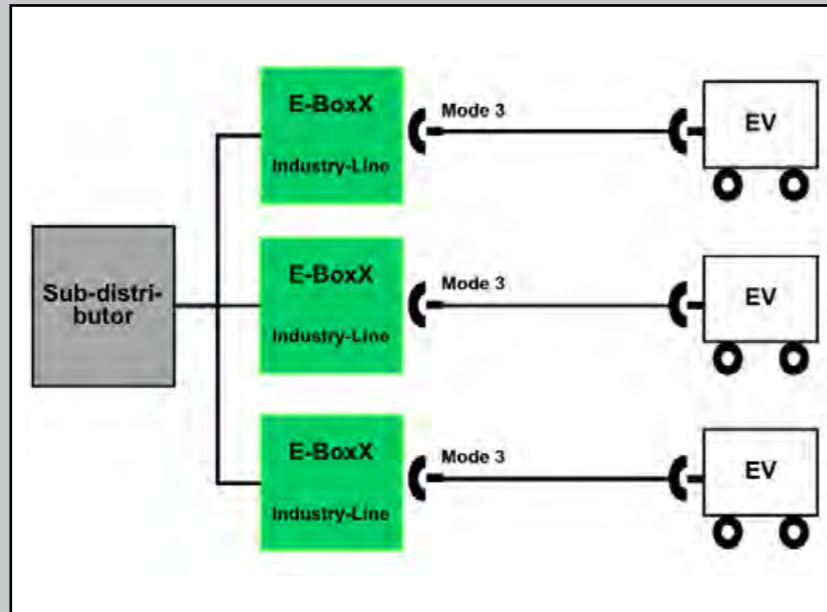 E-BoxX
Industry-Line
Mode 3
EV
Sub-distri-
butor
E-BoxX
Industry-Line
Mode 3
EV
E-BoxX
Industry-Line
Mode 3
EV